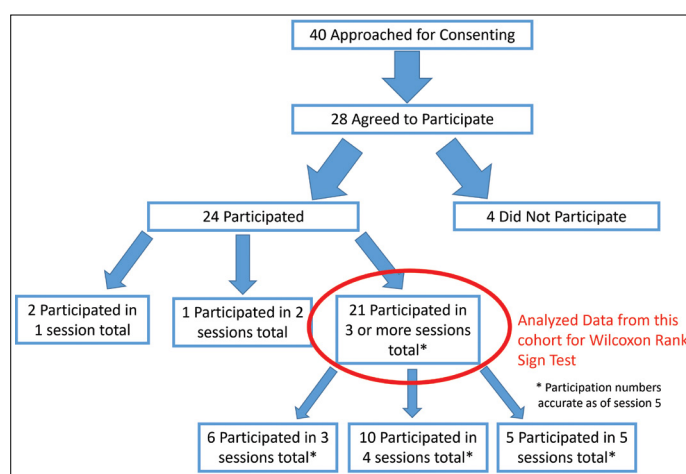 40 Approached for Consenting
28 Agreed to Participate
24 Participated
4 Did Not Participate
2 Participated in
1 session total
1 Participated in 2
sessions total
21 Participated in
3 or more sessions
total*
Analyzed Data from this
cohort for Wilcoxon Rank
Sign Test
* Participation numbers
accurate as of session 5
6 Participated in 3
sessions total*
10 Participated in
4 sessions total*
5 Participated in 5
sessions total*